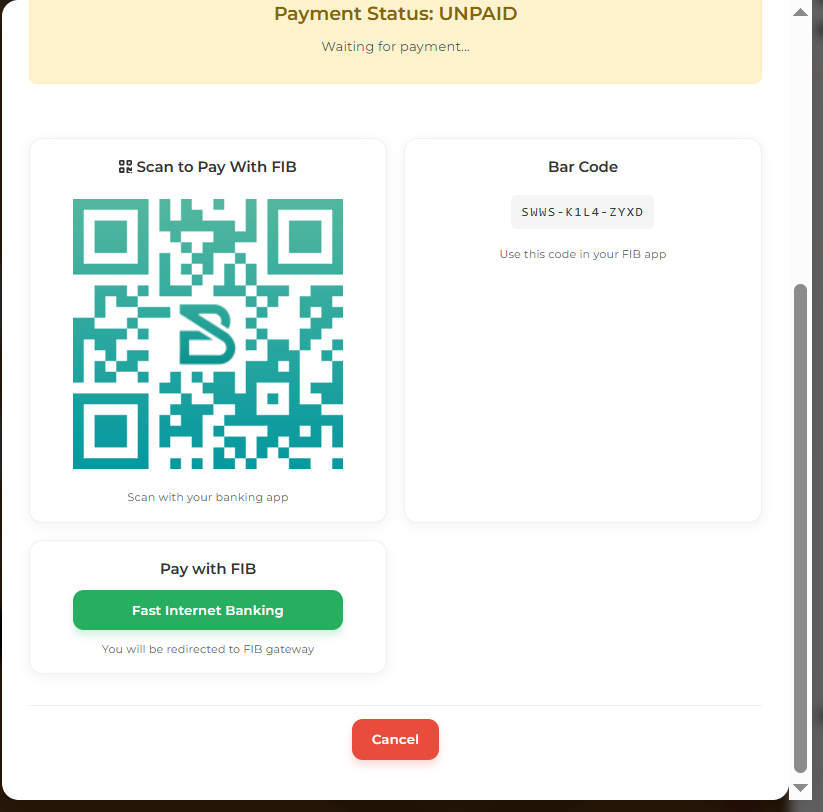 Payment Status: UNPAID
Waiting for payment...
Scan to Pay With FIB
Scan with your banking app
Bar Code
SWWS-K1L4-ZYXD
Use this code in your FIB app
Pay with FIB
Fast Internet Banking
You will be redirected to FIB gateway
Cancel